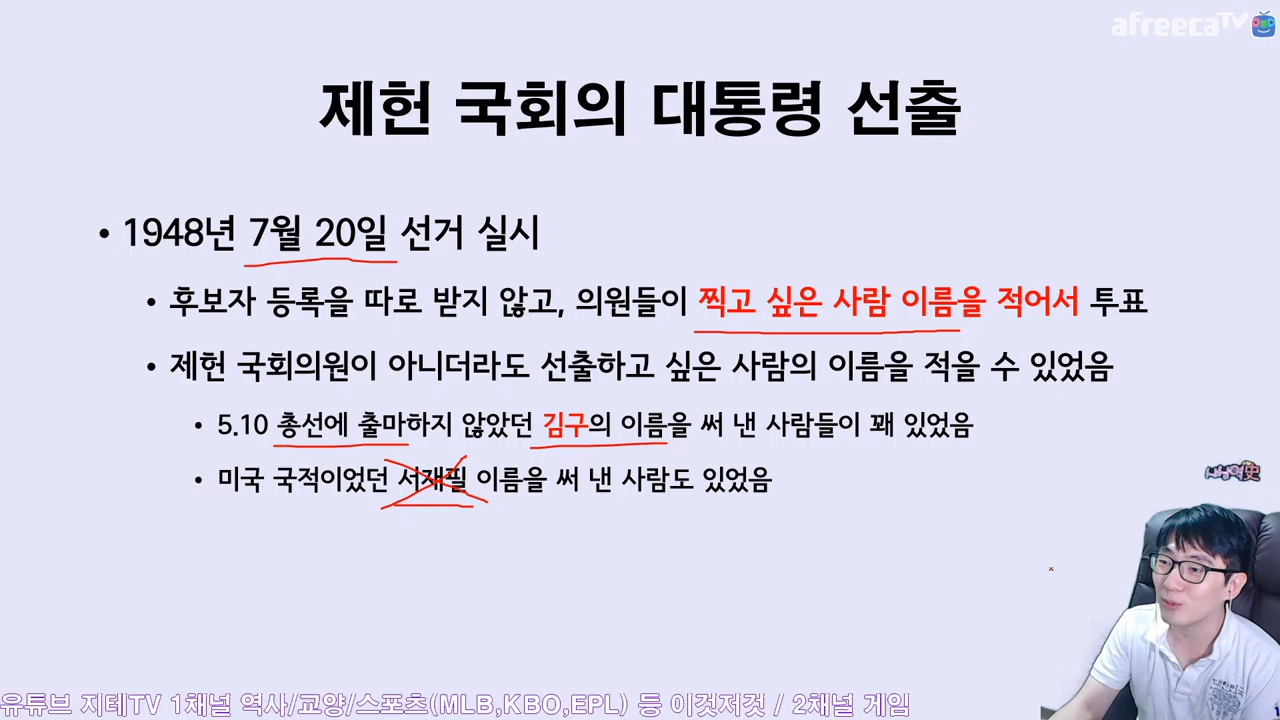 afreecaTV
제헌 국회의 대통령 선출
• 1948년 7월 20일 선거 실시
• 후보자 등록을 따로 받지 않고, 의원들이 찍고 싶은 사람 이름을 적어서 투표
• 제헌 국회의원이 아니더라도 선출하고 싶은 사람의 이름을 적을 수 있었음
• 5.10 총선에 출마하지 않았던 김구의 이름을 써 낸 사람들이 꽤 있었음
• 미국 국적이었던 서재필 이름을 써 낸 사람도 있었음
유튜브 지테TV 1채널 역사/교양/스포츠(MLB,KBO,EPL) 등 이것저것 / 2채널 게임